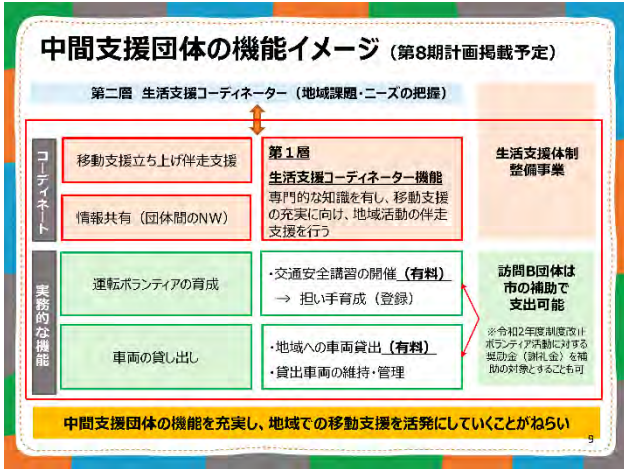 中間支援団体の機能イメージ（第8期計画掲載予定）
第二層 生活支援コーディネーター（地域課題・ニーズの把握）
コーディネート
移動支援立ち上げ伴走支援
情報共有（団体間のNW）
第１層
生活支援コーディネーター機能
専門的な知識を有し、移動支援
の充実に向け、地域活動の伴走
支援を行う
生活支援体制
整備事業
実務的な機能
運転ボランティアの育成
・交通安全講習の開催（有料）
→ 担い手育成（登録）
車両の貸し出し
・地域への車両貸出（有料）
・貸出車両の維持・管理
訪問B団体は
市の補助で
支出可能
※令和2年度制度改正
ボランティア活動に対する
奨励金（謝礼金）を補
助の対象とすることも可
中間支援団体の機能を充実し、地域での移動支援を活発にしていくことがねらい
9